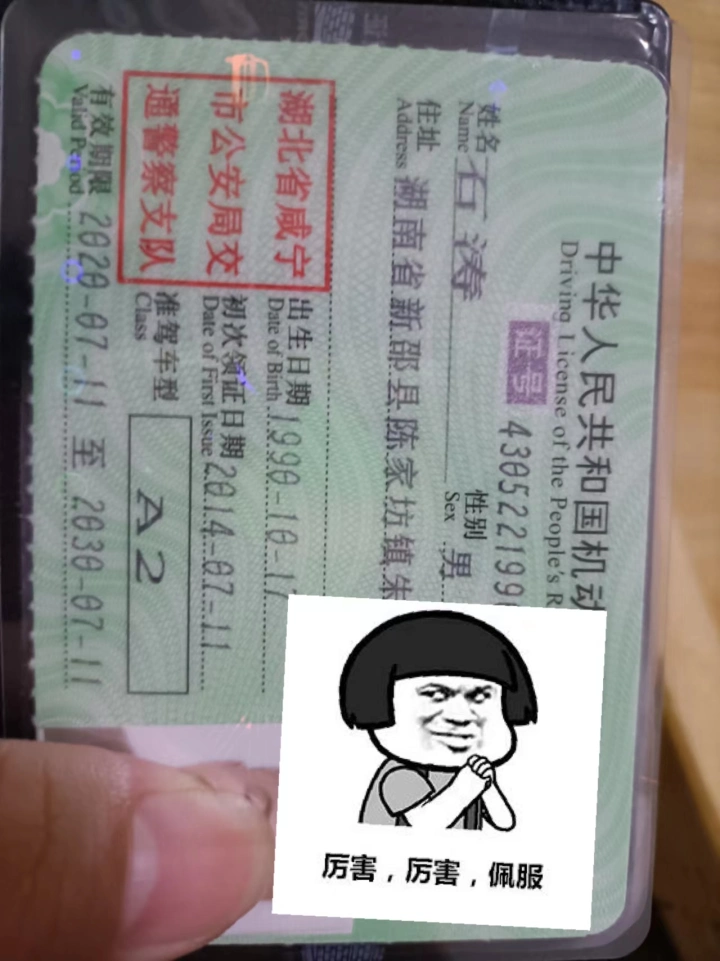 中华人民共和国机动
Driving License of the People's R
证号 430522199
姓名 石涛 性别 男
Name Sex
住址 湖南省新邵县陈家坊镇朱
Address
湖北省咸宁
市公安局交
通警察支队
出生日期 1990-10-17
Date of Birth
初次领证日期 2014-07-11
Date of First Issue
准驾车型 A2
Class
有效期限 2020-07-11 至 2030-07-11
Valid Period
厉害，厉害，佩服